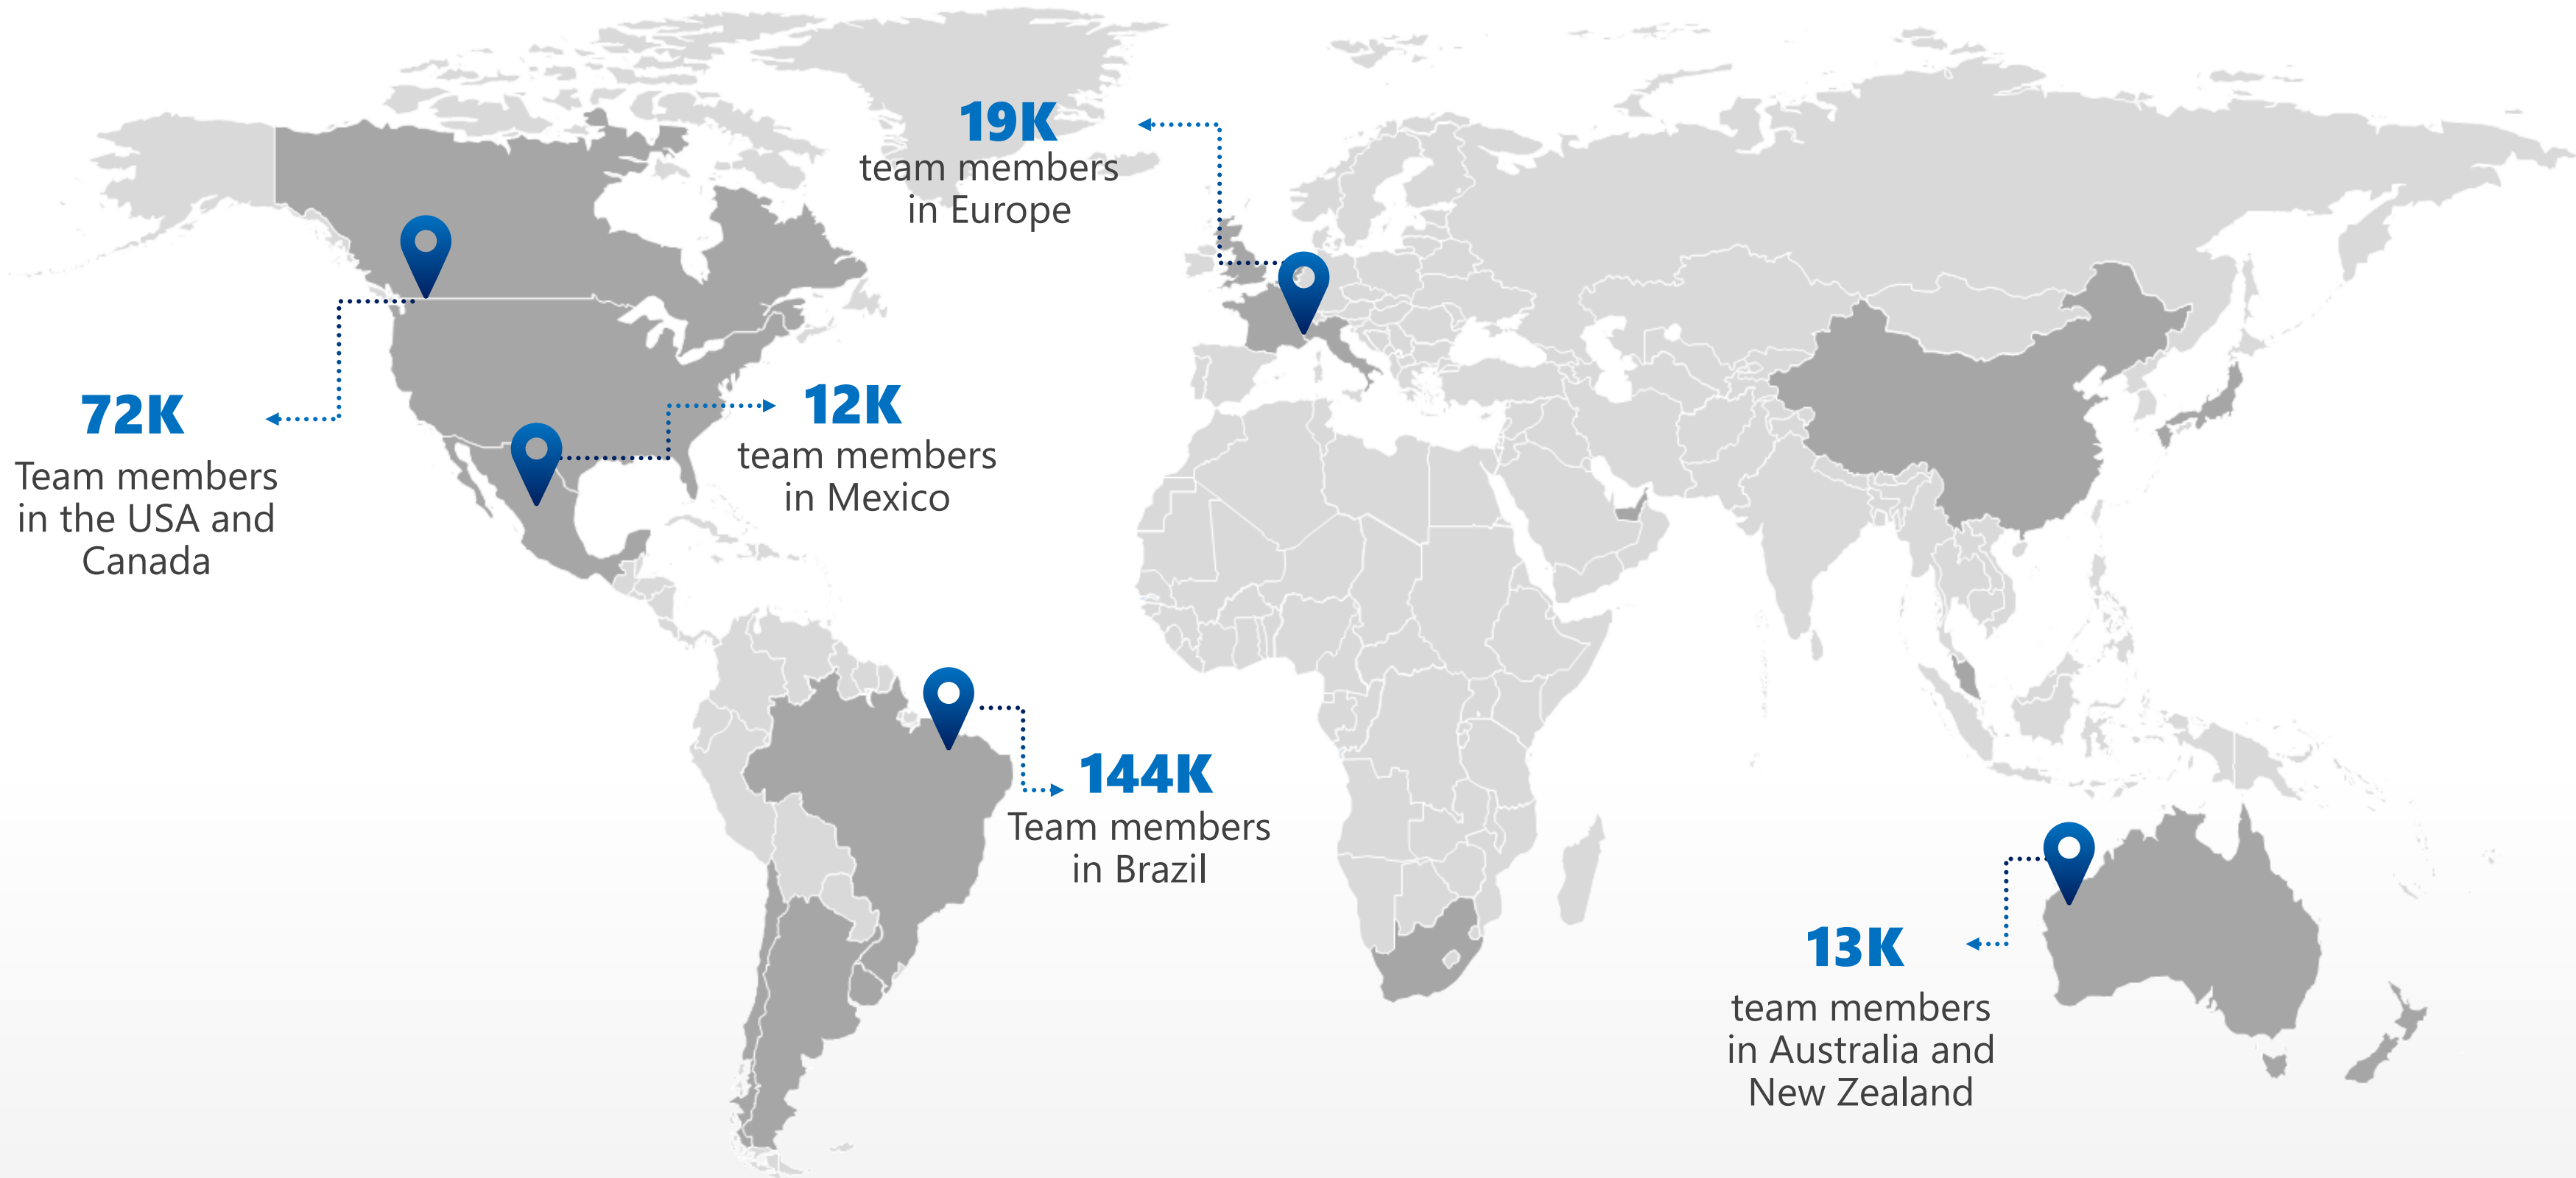 19K
team members
in Europe
72K
Team members
in the USA and
Canada
12K
team members
in Mexico
144K
Team members
in Brazil
13K
team members
in Australia and
New Zealand